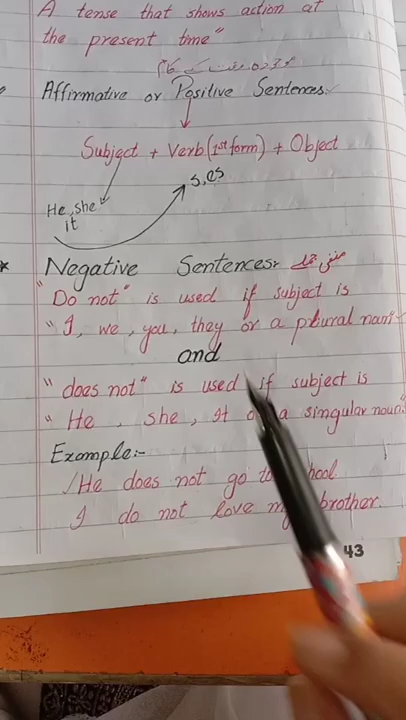 A tense that shows action at
the present time"
Affirmative or Positive Sentences:
Subject + Verb (1st form) + Object
s, es
He, she
it
* Negative Sentences:
"Do not" is used if subject is
" I, we, you, they or a plural noun
and
"does not" is used if subject is
" He, she, It a singular noun
Example:-
He does not go to
I do not love brother.
43